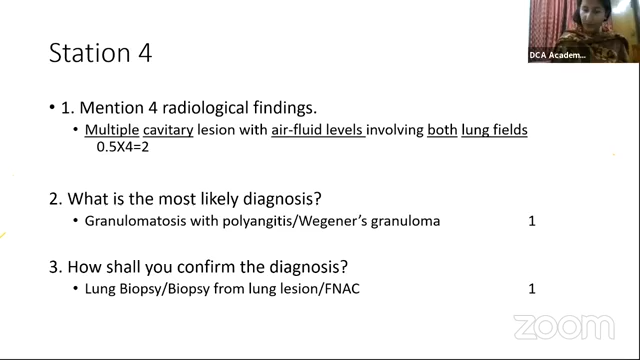 DCA Academ...
Station 4
• 1. Mention 4 radiological findings.
• Multiple cavitary lesion with air-fluid levels involving both lung fields
0.5X4=2
2. What is the most likely diagnosis?
• Granulomatosis with polyangitis/Wegener's granuloma 1
3. How shall you confirm the diagnosis?
• Lung Biopsy/Biopsy from lung lesion/FNAC 1
zoom